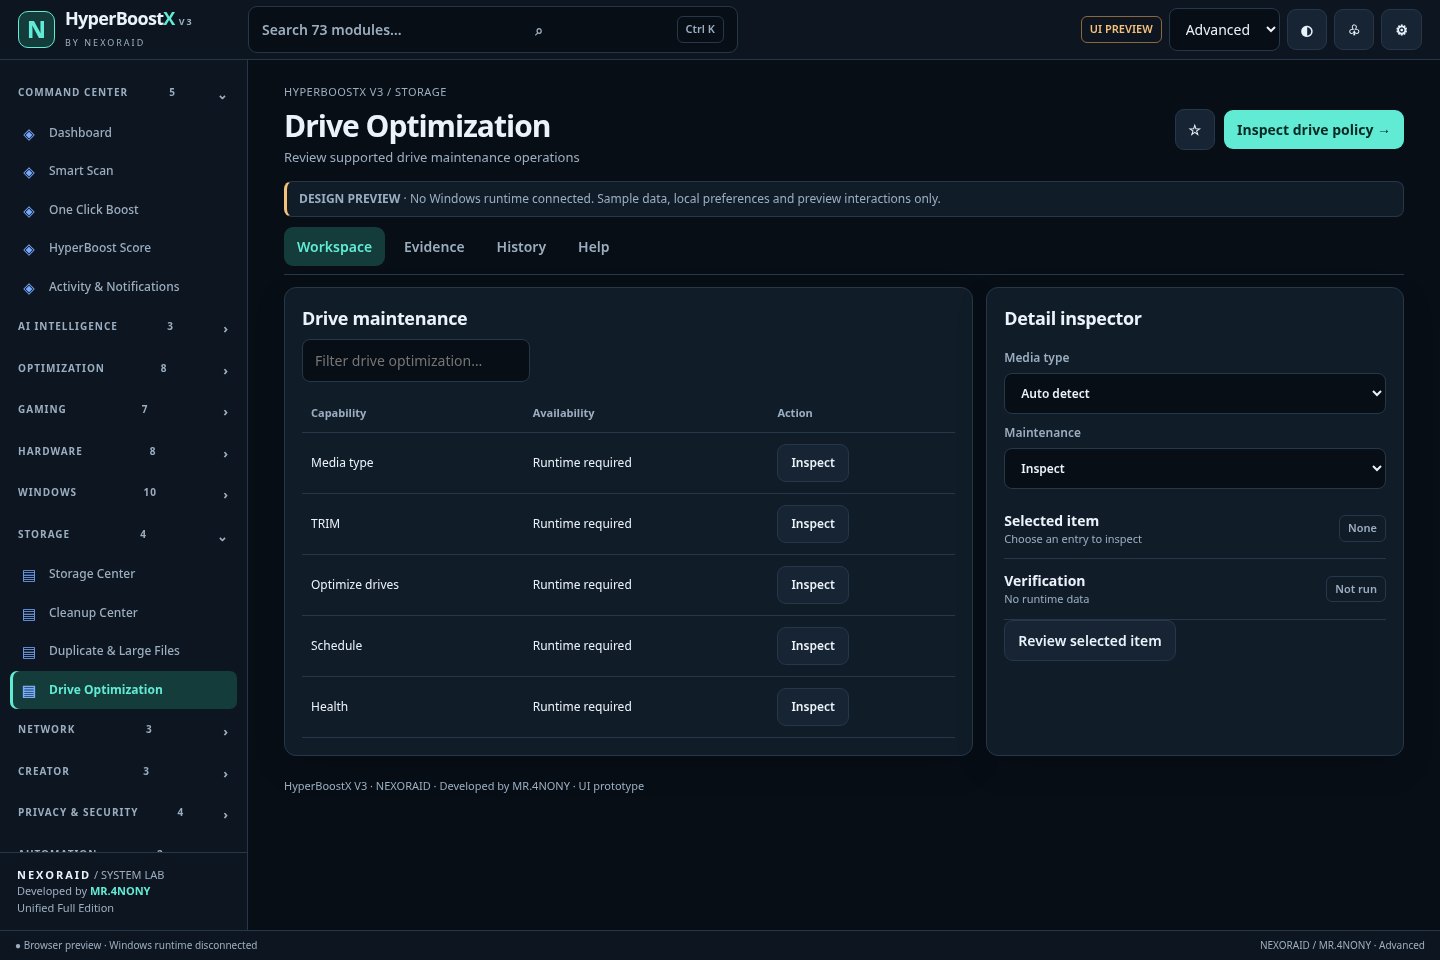 N HyperBoostX V3
BY NEXORAID
Search 73 modules... Ctrl K
UI PREVIEW Advanced
COMMAND CENTER 5
Dashboard
Smart Scan
One Click Boost
HyperBoost Score
Activity & Notifications
AI INTELLIGENCE 3
OPTIMIZATION 8
GAMING 7
HARDWARE 8
WINDOWS 10
STORAGE 4
Storage Center
Cleanup Center
Duplicate & Large Files
Drive Optimization
NETWORK 3
CREATOR 3
PRIVACY & SECURITY 4
NEXORAID / SYSTEM LAB
Developed by MR.4NONY
Unified Full Edition
HYPERBOOSTX V3 / STORAGE
Drive Optimization
Review supported drive maintenance operations
☆ Inspect drive policy →
DESIGN PREVIEW · No Windows runtime connected. Sample data, local preferences and preview interactions only.
Workspace Evidence History Help
Drive maintenance
Filter drive optimization...
Capability Availability Action
Media type Runtime required Inspect
TRIM Runtime required Inspect
Optimize drives Runtime required Inspect
Schedule Runtime required Inspect
Health Runtime required Inspect
Detail inspector
Media type
Auto detect
Maintenance
Inspect
Selected item None
Choose an entry to inspect
Verification Not run
No runtime data
Review selected item
HyperBoostX V3 · NEXORAID · Developed by MR.4NONY · UI prototype
● Browser preview · Windows runtime disconnected
NEXORAID / MR.4NONY · Advanced